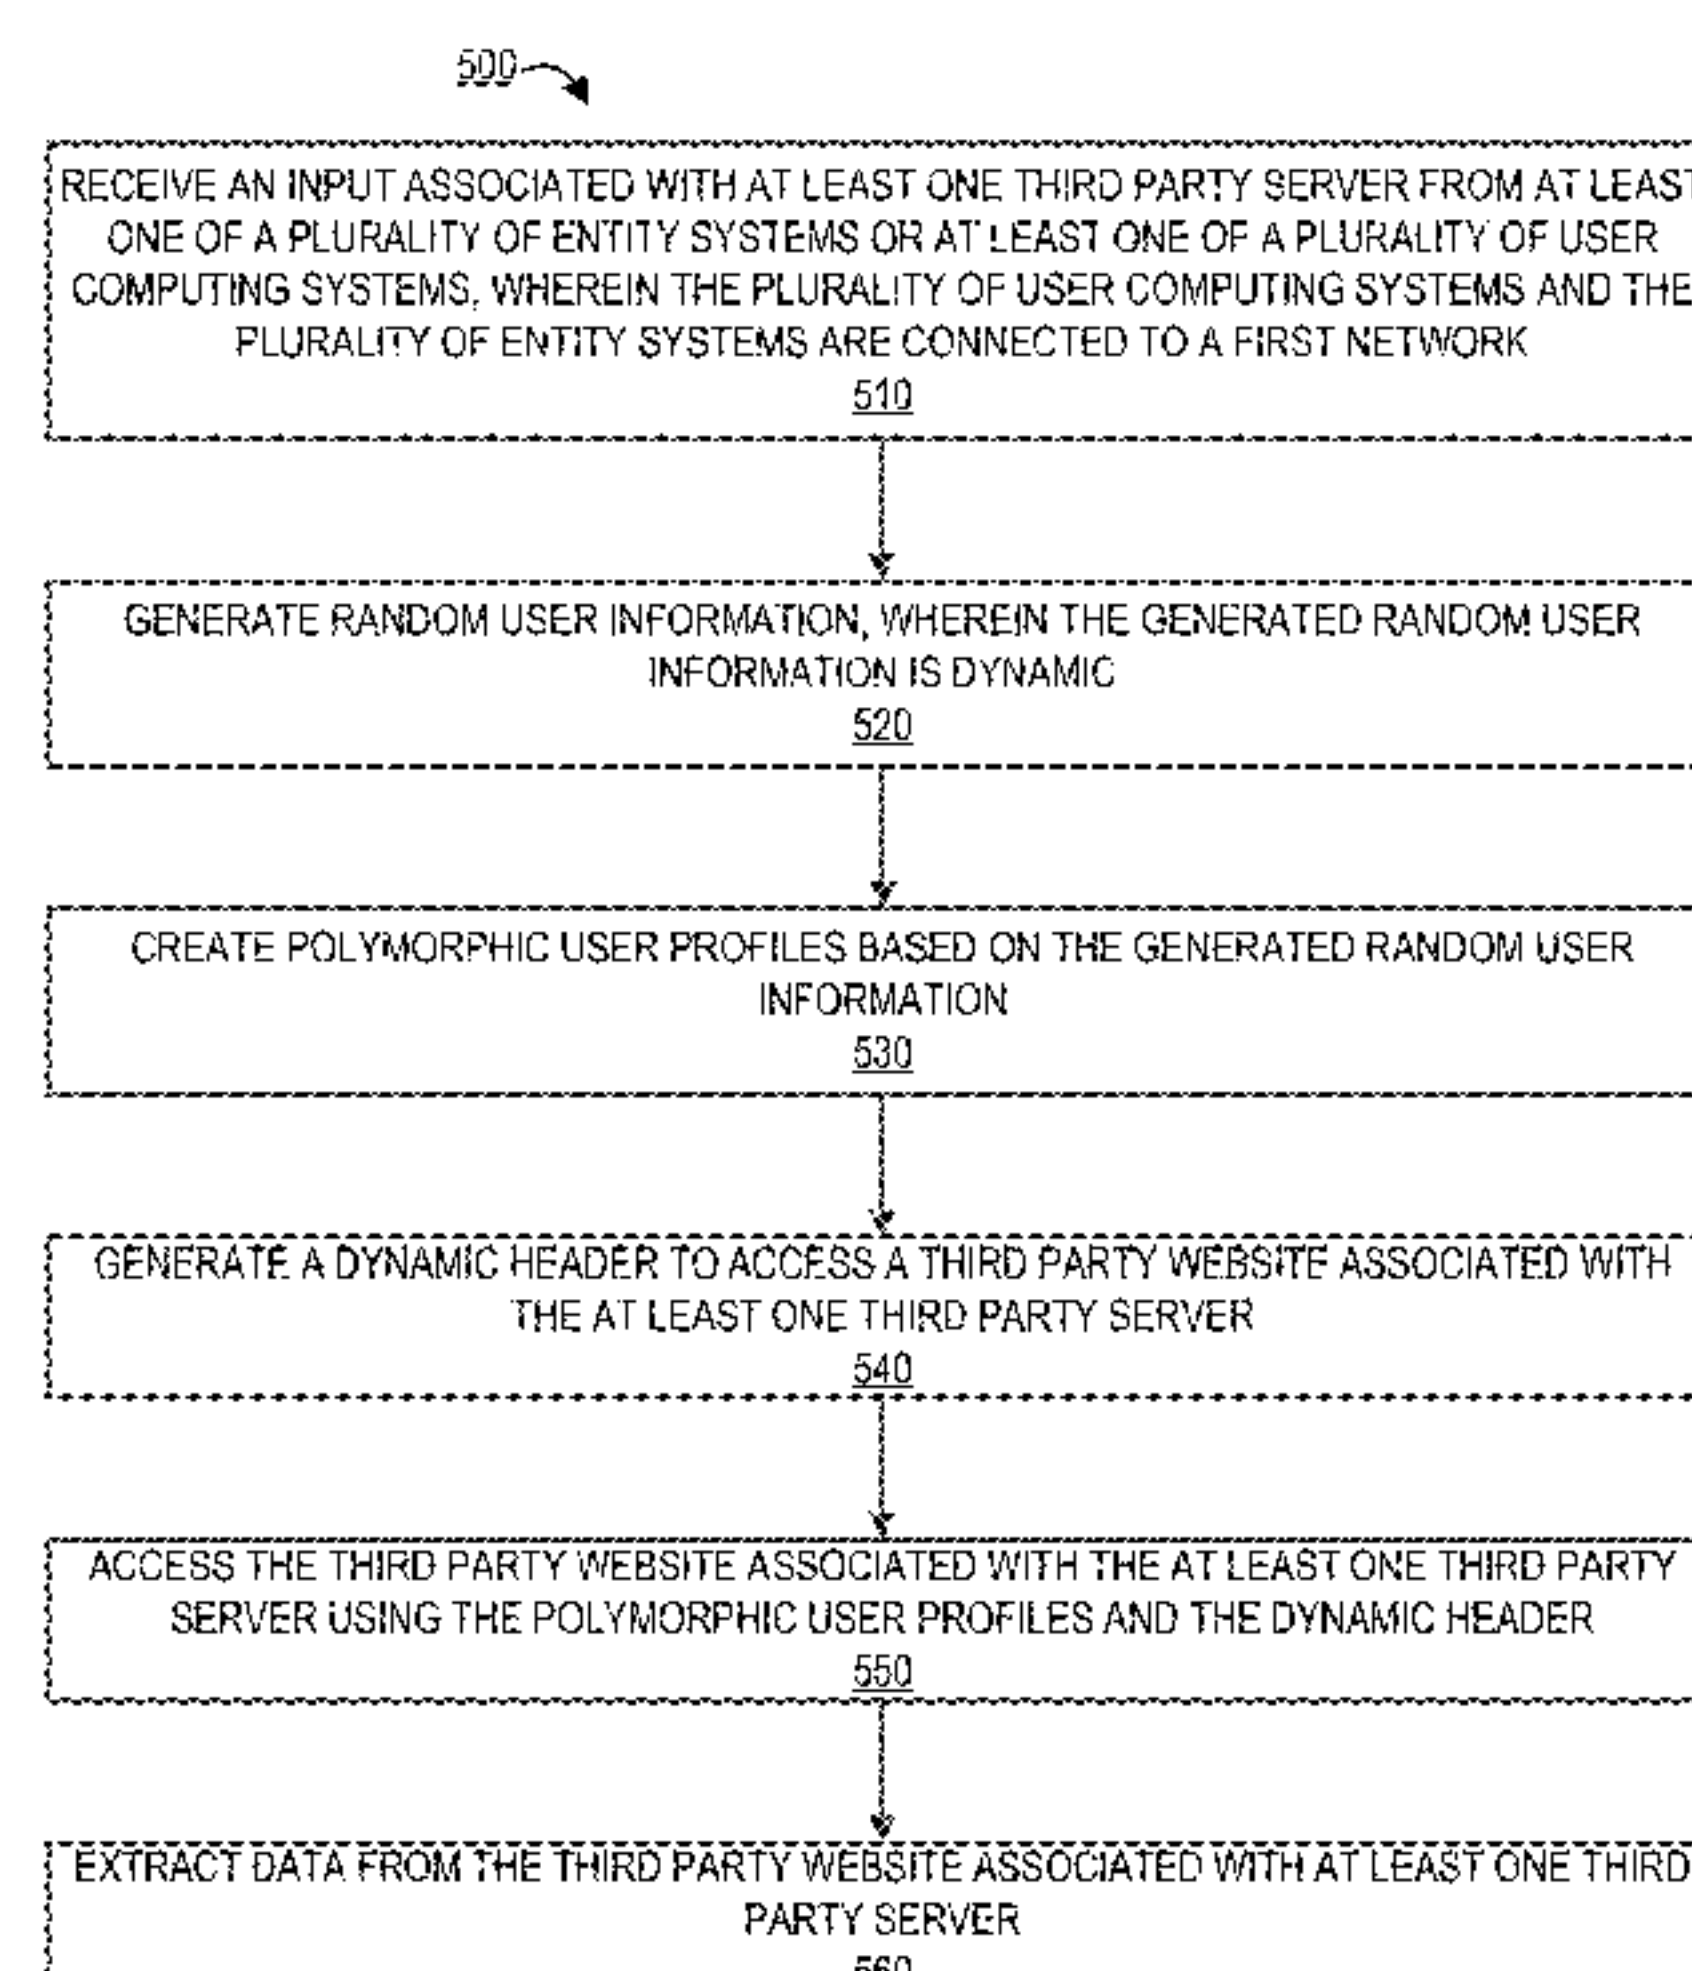 500
RECEIVE AN INPUT ASSOCIATED WITH AT LEAST ONE THIRD PARTY SERVER FROM AT LEAST
ONE OF A PLURALITY OF ENTITY SYSTEMS OR AT LEAST ONE OF A PLURALITY OF USER
COMPUTING SYSTEMS, WHEREIN THE PLURALITY OF USER COMPUTING SYSTEMS AND THE
PLURALITY OF ENTITY SYSTEMS ARE CONNECTED TO A FIRST NETWORK
510
GENERATE RANDOM USER INFORMATION, WHEREIN THE GENERATED RANDOM USER
INFORMATION IS DYNAMIC
520
CREATE POLYMORPHIC USER PROFILES BASED ON THE GENERATED RANDOM USER
INFORMATION
530
GENERATE A DYNAMIC HEADER TO ACCESS A THIRD PARTY WEBSITE ASSOCIATED WITH
THE AT LEAST ONE THIRD PARTY SERVER
540
ACCESS THE THIRD PARTY WEBSITE ASSOCIATED WITH THE AT LEAST ONE THIRD PARTY
SERVER USING THE POLYMORPHIC USER PROFILES AND THE DYNAMIC HEADER
550
EXTRACT DATA FROM THE THIRD PARTY WEBSITE ASSOCIATED WITH AT LEAST ONE THIRD
PARTY SERVER
560